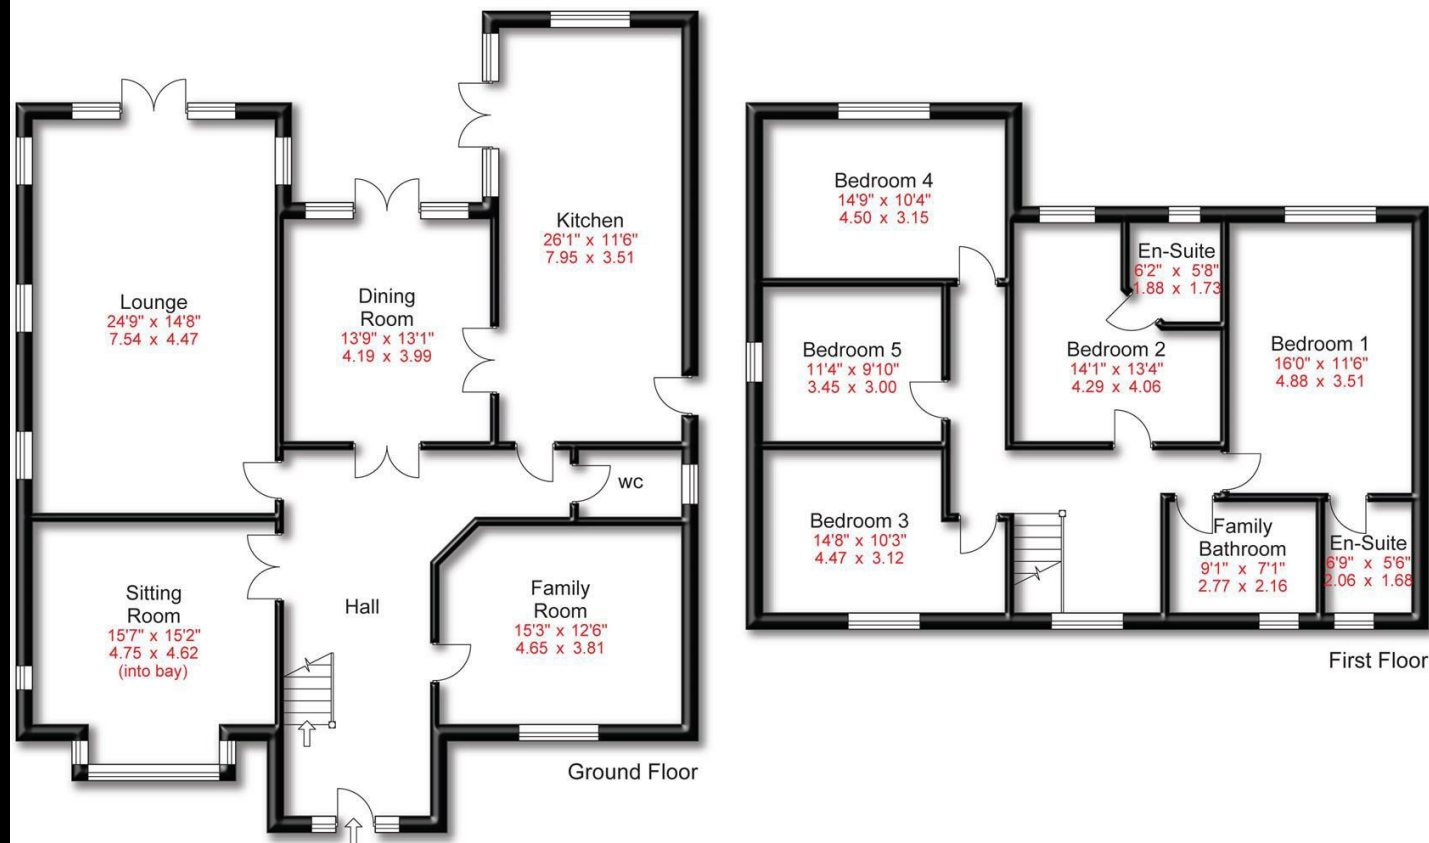 Lounge
24'9" x 14'8"
7.54 x 4.47
Dining
Room
13'9" x 13'1"
4.19 x 3.99
Kitchen
26'1" x 11'6"
7.95 x 3.51
wc
Sitting
Room
15'7" x 15'2"
4.75 x 4.62
(into bay)
Hall
Family
Room
15'3" x 12'6"
4.65 x 3.81
Ground Floor
Bedroom 4
14'9" x 10'4"
4.50 x 3.15
En-Suite
6'2" x 5'8"
1.88 x 1.73
Bedroom 5
11'4" x 9'10"
3.45 x 3.00
Bedroom 2
14'1" x 13'4"
4.29 x 4.06
Bedroom 1
16'0" x 11'6"
4.88 x 3.51
Bedroom 3
14'8" x 10'3"
4.47 x 3.12
Family
Bathroom
9'1" x 7'1"
2.77 x 2.16
En-Suite
6'9" x 5'6"
2.06 x 1.68
First Floor